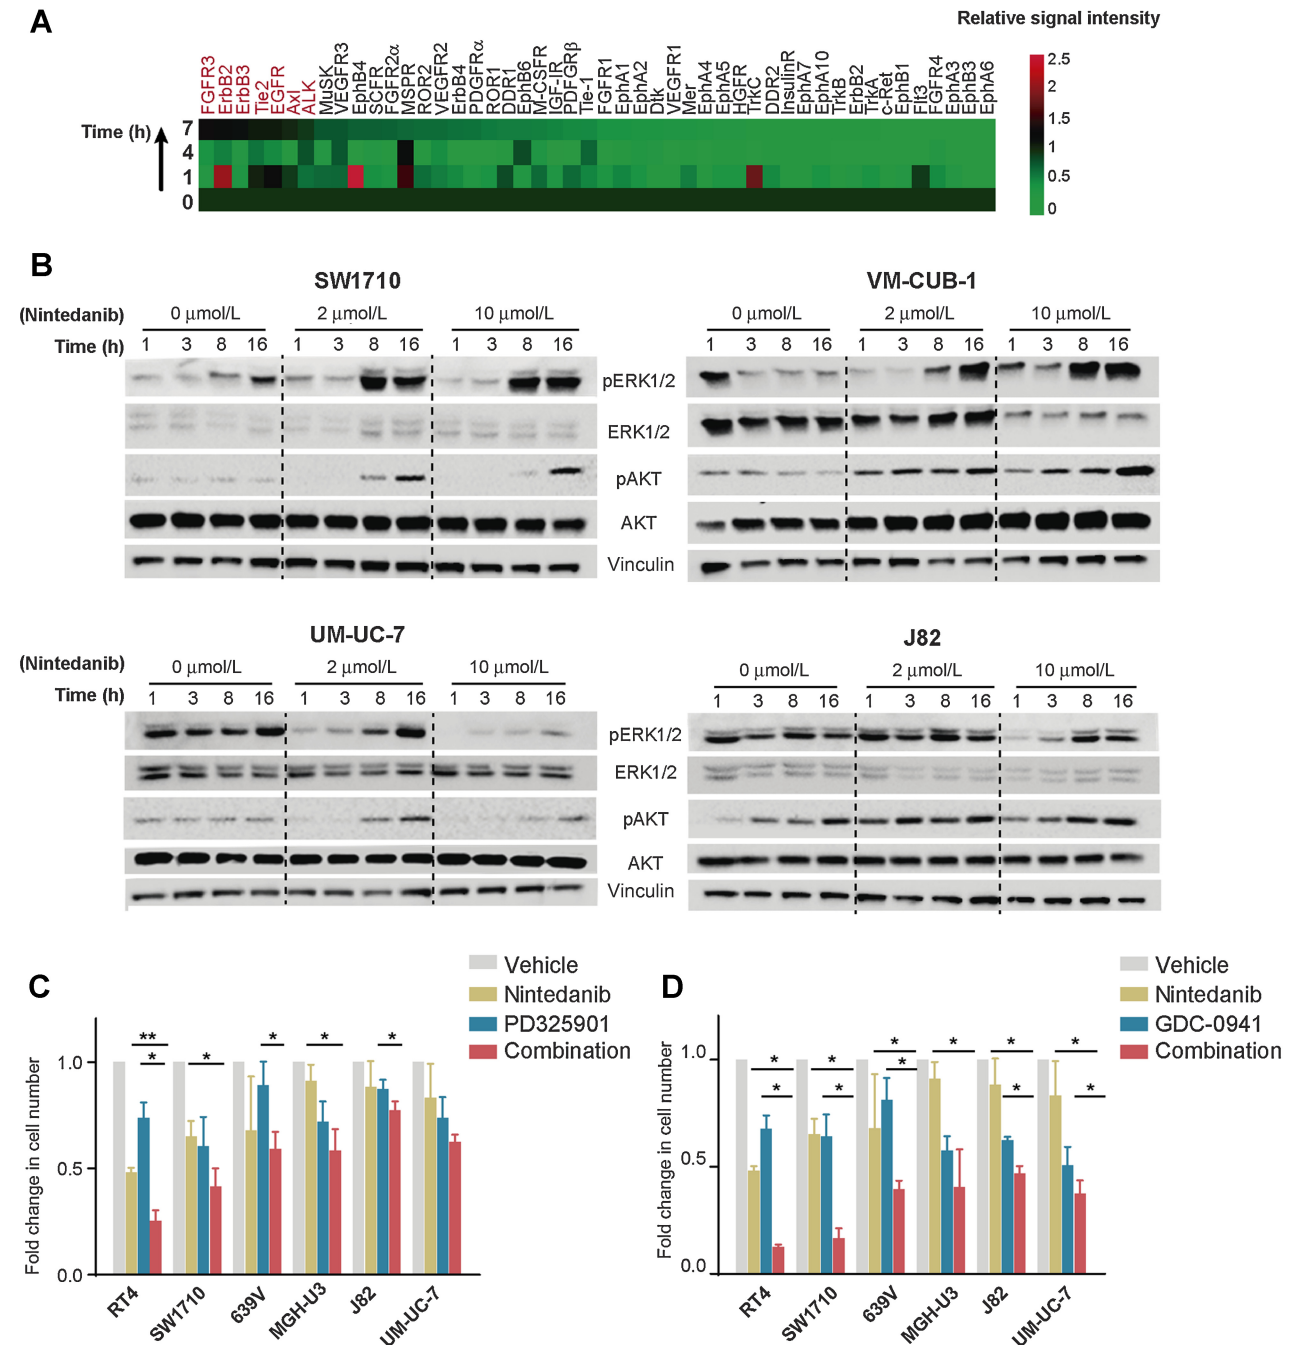 A
Relative signal intensity
FGFR3 ErbB2 ErbB3 Tie2 EGFR Axl ALK MuSK VEGFR3 EphB4 SCFR FGFR2α MSPR ROR2 VEGFR2 ErbB4 PDGFRα ROR1 DDR1 EphB6 M-CSFR IGF-IR PDFGRβ Tie-1 FGFR1 EphA1 EphA2 Dtk VEGFR1 Mer EphA4 EphA5 HGFR TrkC DDR2 InsulinR EphA7 EphA10 TrkB ErbB2 TrkA c-Ret EphB1 Flt3 FGFR4 EphA3 EphB3 EphA6
2.5
2
1.5
1
0.5
0
Time (h)
7
4
1
0
B
SW1710
VM-CUB-1
(Nintedanib) 0 µmol/L 2 µmol/L 10 µmol/L 0 µmol/L 2 µmol/L 10 µmol/L
Time (h) 1 3 8 16 1 3 8 16 1 3 8 16 1 3 8 16 1 3 8 16 1 3 8 16
pERK1/2
ERK1/2
pAKT
AKT
Vinculin
UM-UC-7
J82
(Nintedanib) 0 µmol/L 2 µmol/L 10 µmol/L 0 µmol/L 2 µmol/L 10 µmol/L
Time (h) 1 3 8 16 1 3 8 16 1 3 8 16 1 3 8 16 1 3 8 16 1 3 8 16
pERK1/2
ERK1/2
pAKT
AKT
Vinculin
C
Vehicle
Nintedanib
PD325901
Combination
Fold change in cell number
1.0
0.5
0.0
** * * * * *
RT4 SW1710 639V MGH-U3 J82 UM-UC-7
D
Vehicle
Nintedanib
GDC-0941
Combination
Fold change in cell number
1.0
0.5
0.0
* * * * * * * * * * *
RT4 SW1710 639V MGH-U3 J82 UM-UC-7